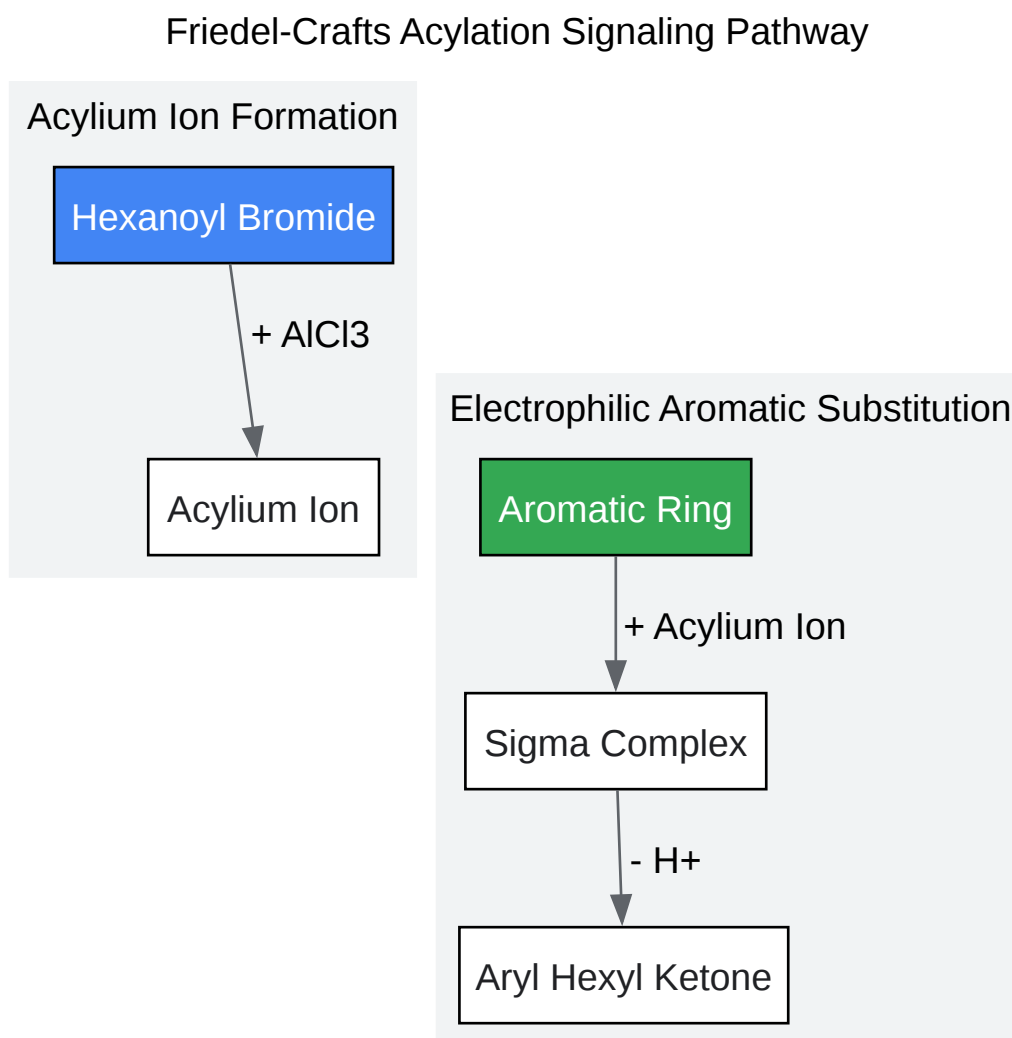 Friedel-Crafts Acylation Signaling Pathway
Acylium Ion Formation
Hexanoyl Bromide
+ AlCl3
Acylium Ion
Electrophilic Aromatic Substitution
Aromatic Ring
+ Acylium Ion
Sigma Complex
- H+
Aryl Hexyl Ketone